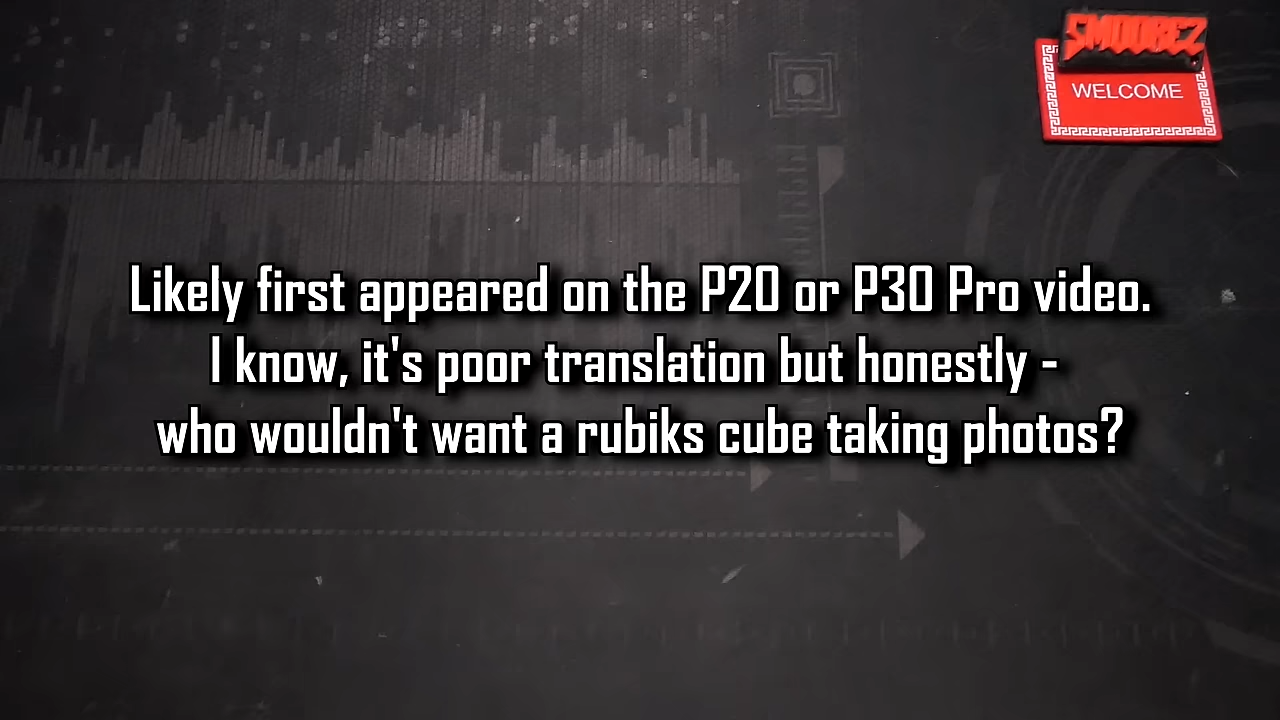 SMOOBEZ
WELCOME
Likely first appeared on the P20 or P30 Pro video.
I know, it's poor translation but honestly -
who wouldn't want a rubiks cube taking photos?